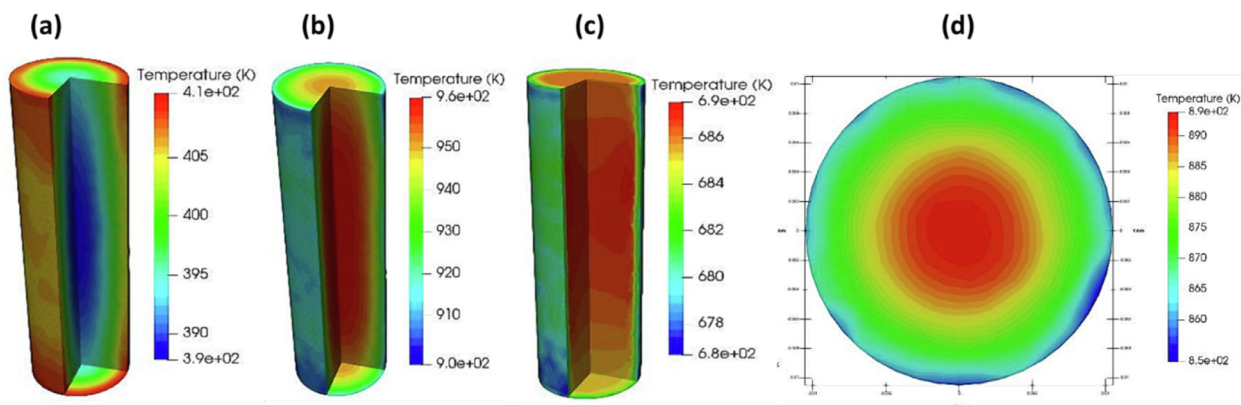 (a)
(b)
(c)
(d)
Temperature (K)
4.1e+02
405
400
395
390
3.9e+02
Temperature (K)
9.6e+02
950
940
930
920
910
9.0e+02
Temperature (K)
6.9e+02
686
684
682
680
678
6.8e+02
Temperature (K)
8.9e+02
890
885
880
875
870
865
860
8.5e+02